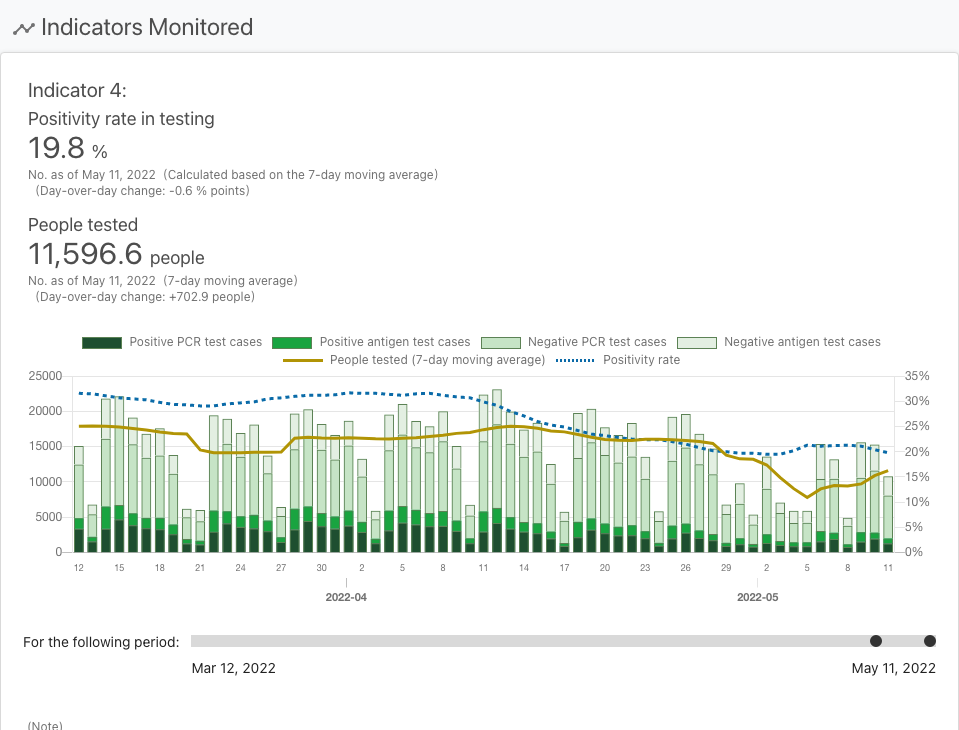 Indicators Monitored
Indicator 4:
Positivity rate in testing
19.8 %
No. as of May 11, 2022 (Calculated based on the 7-day moving average)
(Day-over-day change: -0.6 % points)
People tested
11,596.6 people
No. as of May 11, 2022 (7-day moving average)
(Day-over-day change: +702.9 people)
Positive PCR test cases Positive antigen test cases Negative PCR test cases Negative antigen test cases
People tested (7-day moving average) Positivity rate
25000 35%
30%
20000
25%
15000
20%
10000 15%
10%
5000
5%
0 0%
12 15 18 21 24 27 30 2 5 8 11 14 17 20 23 26 29 2 5 8 11
2022-04 2022-05
For the following period:
Mar 12, 2022 May 11, 2022
(Note)